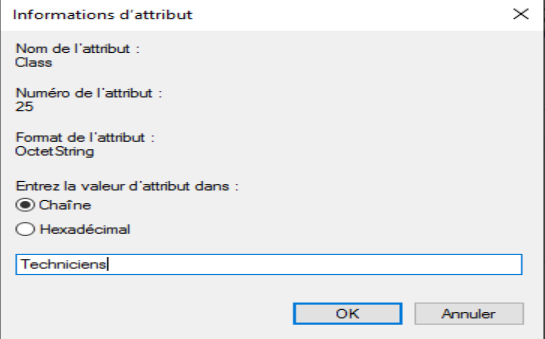 Informations d'attribut
Nom de l'attribut :
Class
Numéro de l'attribut :
25
Format de l'attribut :
OctetString
Entrez la valeur d'attribut dans :
Chaîne
Hexadécimal
Techniciens
OK Annuler